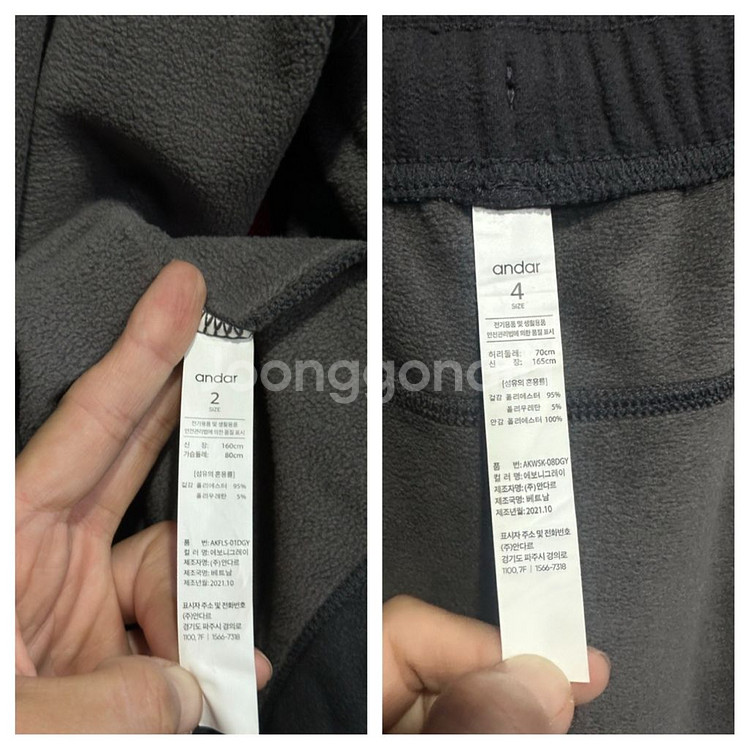 andar
2
SIZE
전기용품 및 생활용품
안전관리법에 의한 품질 표시
신 장: 160cm
가슴둘레: 80cm
[섬유의 혼용률]
겉감 폴리에스터 95%
폴리우레탄 5%
품 번: AKFLS-01DGY
컬 러 명: 에보니그레이
제조자명: (주)안다르
제조국명: 베트남
제조년월: 2021.10
표시자 주소 및 전화번호
(주)안다르
경기도 파주시 경의로
1100, 7F | 1566-7318
andar
4
SIZE
전기용품 및 생활용품
안전관리법에 의한 품질 표시
허리둘레: 70cm
신 장: 165cm
[섬유의 혼용률]
겉감 폴리에스터 95%
폴리우레탄 5%
안감 폴리에스터 100%
품 번: AKWSK-08DGY
컬 러 명: 에보니그레이
제조자명: (주)안다르
제조국명: 베트남
제조년월: 2021.10
표시자 주소 및 전화번호
(주)안다르
경기도 파주시 경의로
1100, 7F | 1566-7318